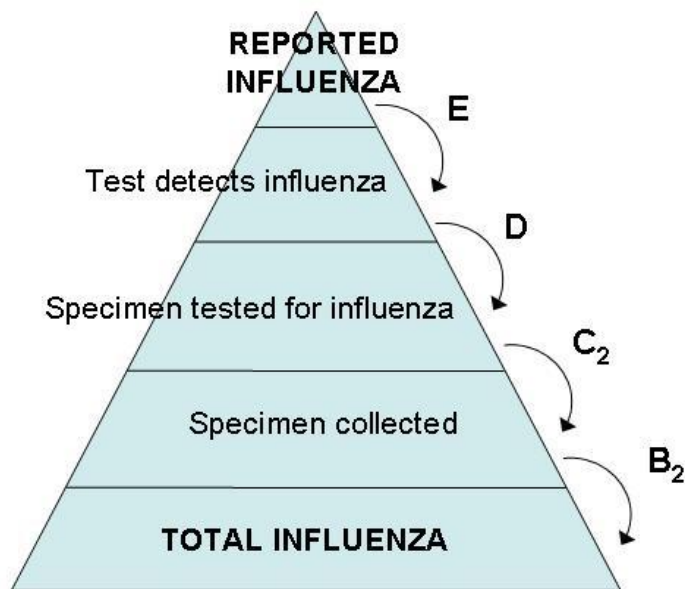 REPORTED
INFLUENZA
E
Test detects influenza
D
Specimen tested for influenza
C₂
Specimen collected
B₂
TOTAL INFLUENZA